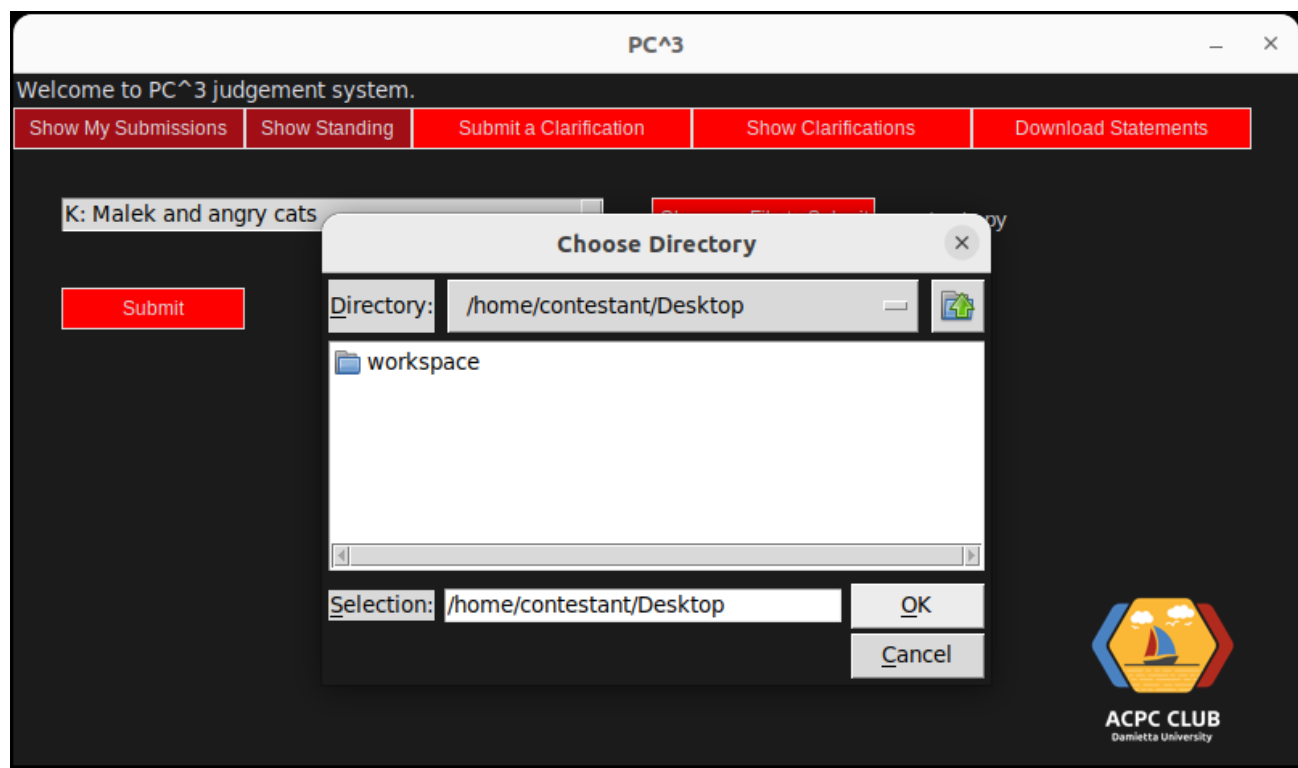 PC^3
Welcome to PC^3 judgement system.
Show My Submissions
Show Standing
Submit a Clarification
Show Clarifications
Download Statements
K: Malek and angry cats
py
Choose Directory
Submit
Directory:
/home/contestant/Desktop
workspace
Selection:
/home/contestant/Desktop
OK
Cancel
ACPC CLUB
Damietta University